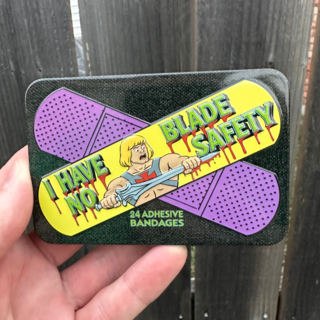 I HAVE
NO
BLADE
SAFETY
24 ADHESIVE
BANDAGES